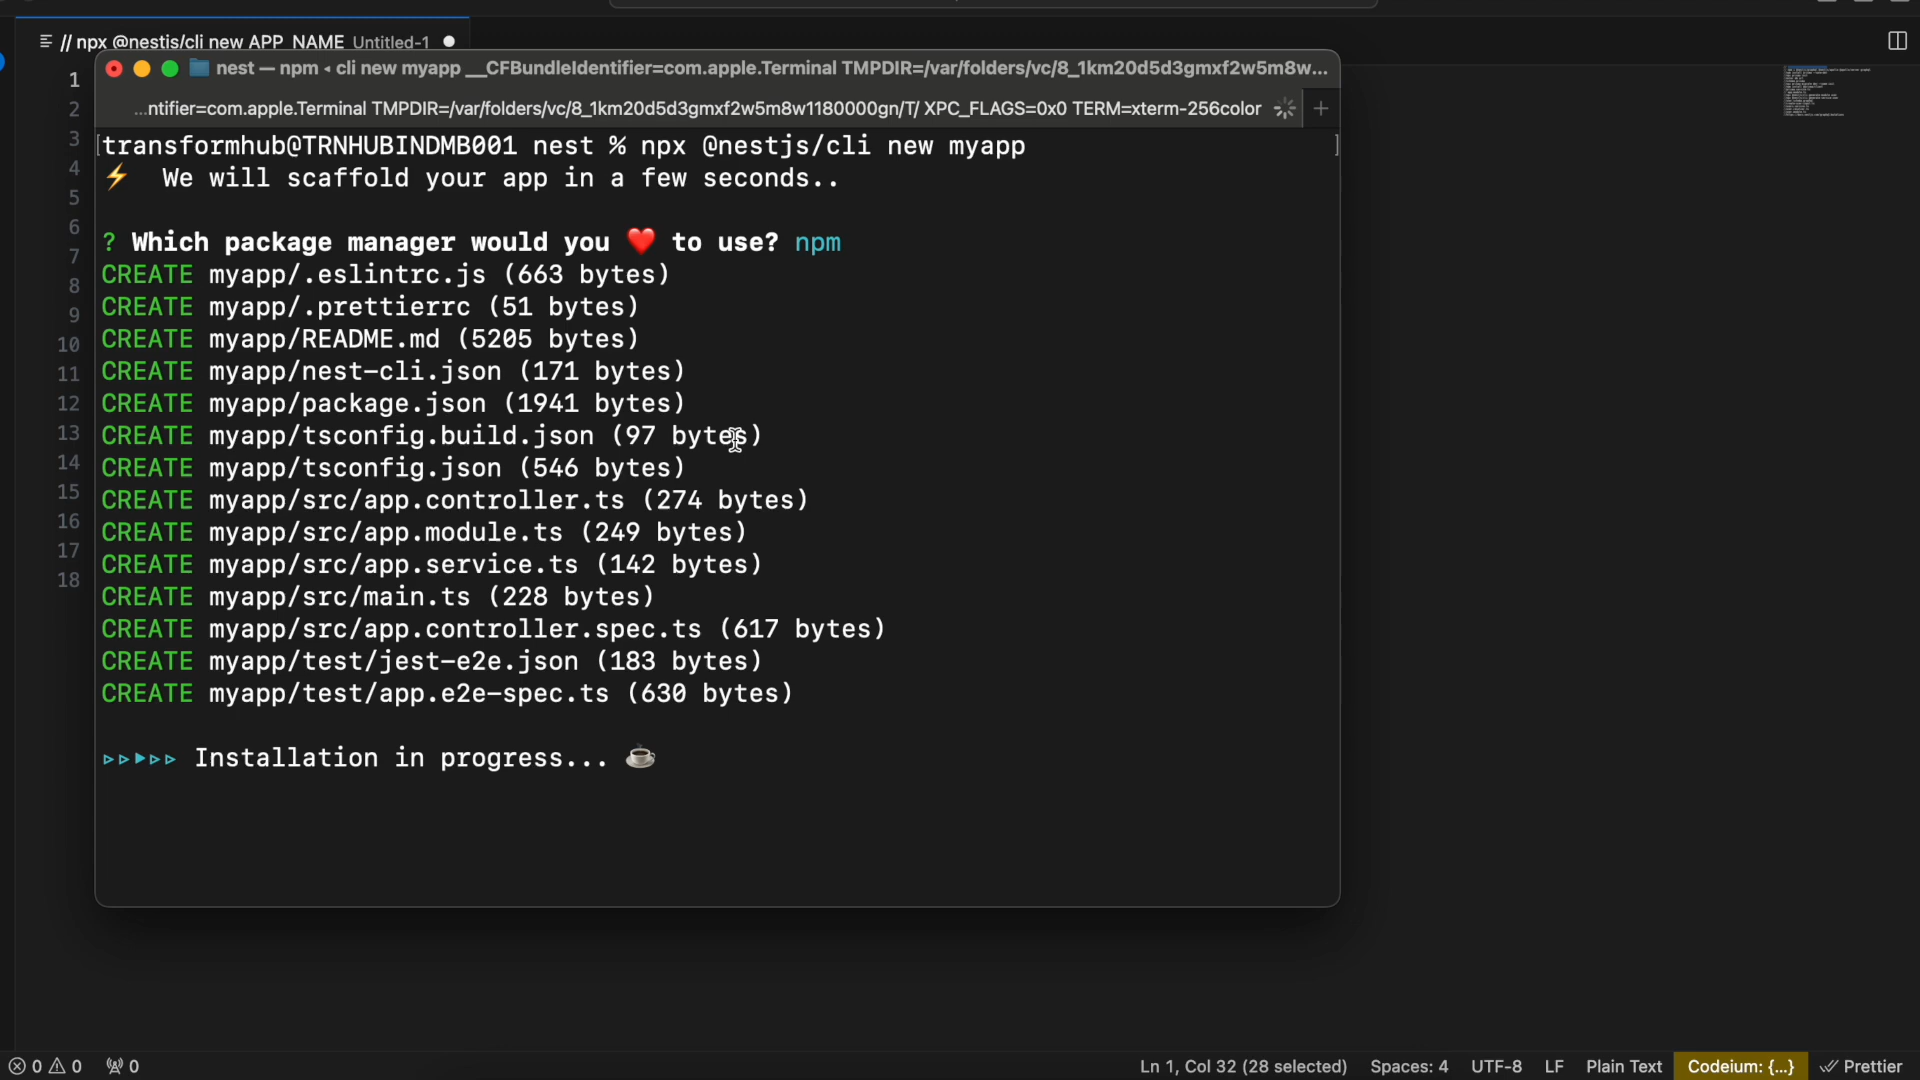 // npx @nestjs/cli new APP_NAME Untitled-1
nest — npm ◂ cli new myapp __CFBundleIdentifier=com.apple.Terminal TMPDIR=/var/folders/vc/8_1km20d5d3gmxf2w5m8w...
...ntifier=com.apple.Terminal TMPDIR=/var/folders/vc/8_1km20d5d3gmxf2w5m8w1180000gn/T/ XPC_FLAGS=0x0 TERM=xterm-256color
1
2
3
4
5
6
7
8
9
10
11
12
13
14
15
16
17
18
[transformhub@TRNHUBINDMB001 nest % npx @nestjs/cli new myapp ]
⚡ We will scaffold your app in a few seconds..
? Which package manager would you ❤️ to use? npm
CREATE myapp/.eslintrc.js (663 bytes)
CREATE myapp/.prettierrc (51 bytes)
CREATE myapp/README.md (5205 bytes)
CREATE myapp/nest-cli.json (171 bytes)
CREATE myapp/package.json (1941 bytes)
CREATE myapp/tsconfig.build.json (97 bytes)
CREATE myapp/tsconfig.json (546 bytes)
CREATE myapp/src/app.controller.ts (274 bytes)
CREATE myapp/src/app.module.ts (249 bytes)
CREATE myapp/src/app.service.ts (142 bytes)
CREATE myapp/src/main.ts (228 bytes)
CREATE myapp/src/app.controller.spec.ts (617 bytes)
CREATE myapp/test/jest-e2e.json (183 bytes)
CREATE myapp/test/app.e2e-spec.ts (630 bytes)
▹▹▸▹▹ Installation in progress... ☕
0 0 0 Ln 1, Col 32 (28 selected) Spaces: 4 UTF-8 LF Plain Text Codeium: {...} Prettier